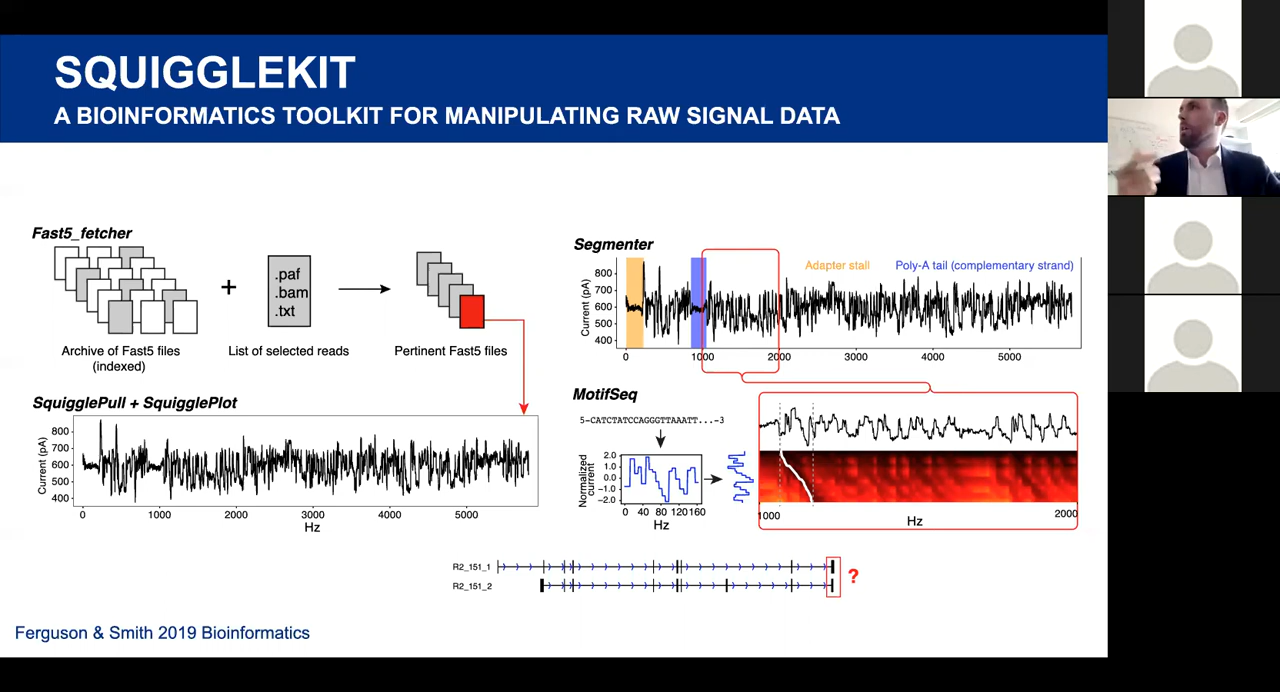 SQUIGGLEKIT
A BIOINFORMATICS TOOLKIT FOR MANIPULATING RAW SIGNAL DATA
Fast5_fetcher
.paf
.bam
.txt
Archive of Fast5 files
(indexed)
List of selected reads
Pertinent Fast5 files
SquigglePull + SquigglePlot
Current (pA)
800
700
600
500
400
0
1000
2000
3000
4000
5000
Hz
Segmenter
Adapter stall
Poly-A tail (complementary strand)
Current (pA)
800
600
500
400
0
1000
2000
3000
4000
5000
MotifSeq
5-CATCTATCCAGGGTTAAATT...-3
Normalized
current
2.0
1.0
0.0
−1.0
−2.0
0 40 80 120 160
Hz
1000
2000
Hz
R2_151_1
R2_151_2
?
Ferguson & Smith 2019 Bioinformatics